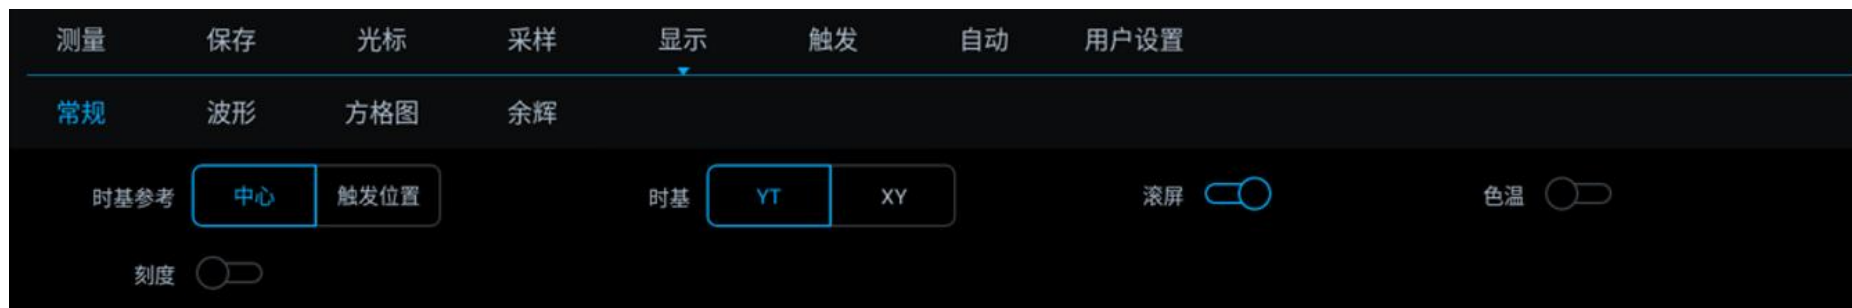 测量 保存 光标 采样 显示 触发 自动 用户设置
常规 波形 方格图 余辉
时基参考 中心 触发位置 时基 YT XY 滚屏 色温
刻度